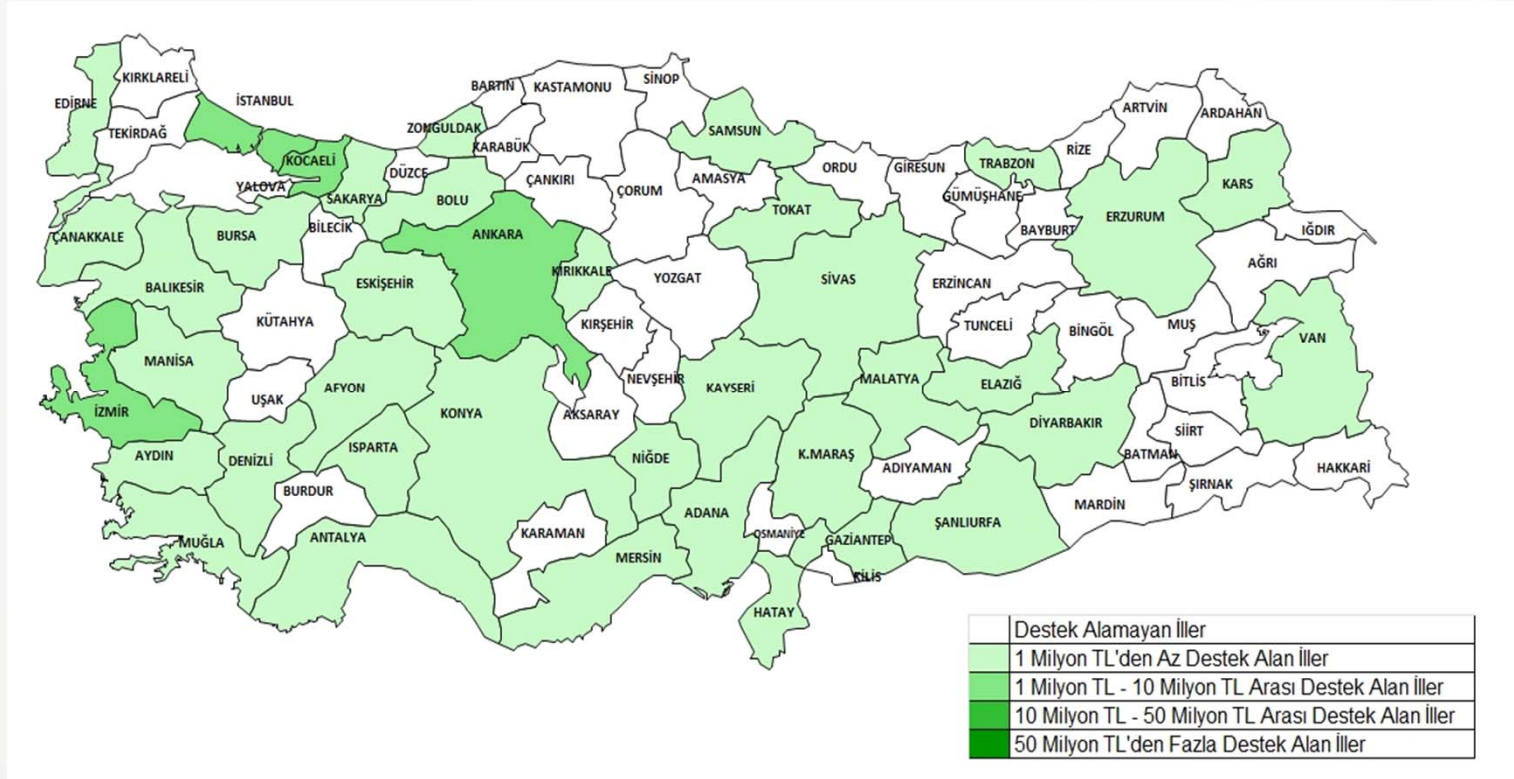 KIRKLARELİ
EDİRNE
İSTANBUL
TEKİRDAĞ
BARTIN
KASTAMONU
SİNOP
ZONGULDAK
KARABÜK
SAMSUN
ARTVİN
ARDAHAN
KOCAELİ
YALOVA
SAKARYA
DÜZCE
BOLU
ÇANKIRI
ÇORUM
AMASYA
ORDU
GİRESUN
TRABZON
RİZE
KARS
GÜMÜŞHANE
BAYBURT
ERZURUM
IĞDIR
AĞRI
ÇANAKKALE
BURSA
BİLECİK
ANKARA
TOKAT
BALIKESİR
ESKİŞEHİR
KIRIKKALE
YOZGAT
SİVAS
ERZİNCAN
KÜTAHYA
KIRŞEHİR
TUNCELİ
BİNGÖL
MUŞ
VAN
MANİSA
UŞAK
AFYON
KONYA
NEVŞEHİR
KAYSERİ
MALATYA
ELAZIĞ
BİTLİS
İZMİR
AKSARAY
DİYARBAKIR
SİİRT
AYDIN
DENİZLİ
ISPARTA
NİĞDE
K.MARAŞ
ADIYAMAN
BATMAN
HAKKARİ
BURDUR
MARDİN
ŞIRNAK
MUĞLA
ANTALYA
KARAMAN
ADANA
OSMANİYE
GAZİANTEP
ŞANLIURFA
MERSİN
KİLİS
HATAY
Destek Alamayan İller
1 Milyon TL'den Az Destek Alan İller
1 Milyon TL - 10 Milyon TL Arası Destek Alan İller
10 Milyon TL - 50 Milyon TL Arası Destek Alan İller
50 Milyon TL'den Fazla Destek Alan İller